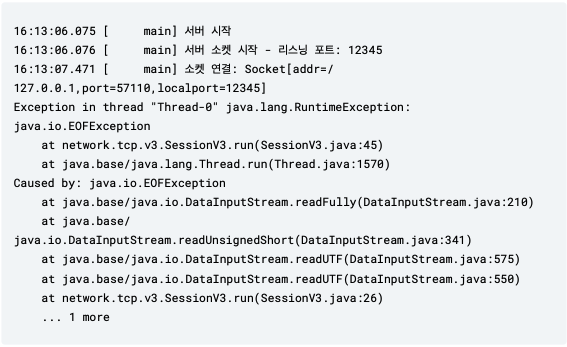 16:13:06.075 [     main] 서버 시작
16:13:06.076 [     main] 서버 소켓 시작 - 리스닝 포트: 12345
16:13:07.471 [     main] 소켓 연결: Socket[addr=/
127.0.0.1,port=57110,localport=12345]
Exception in thread "Thread-0" java.lang.RuntimeException:
java.io.EOFException
    at network.tcp.v3.SessionV3.run(SessionV3.java:45)
    at java.base/java.lang.Thread.run(Thread.java:1570)
Caused by: java.io.EOFException
    at java.base/java.io.DataInputStream.readFully(DataInputStream.java:210)
    at java.base/
java.io.DataInputStream.readUnsignedShort(DataInputStream.java:341)
    at java.base/java.io.DataInputStream.readUTF(DataInputStream.java:575)
    at java.base/java.io.DataInputStream.readUTF(DataInputStream.java:550)
    at network.tcp.v3.SessionV3.run(SessionV3.java:26)
    ... 1 more